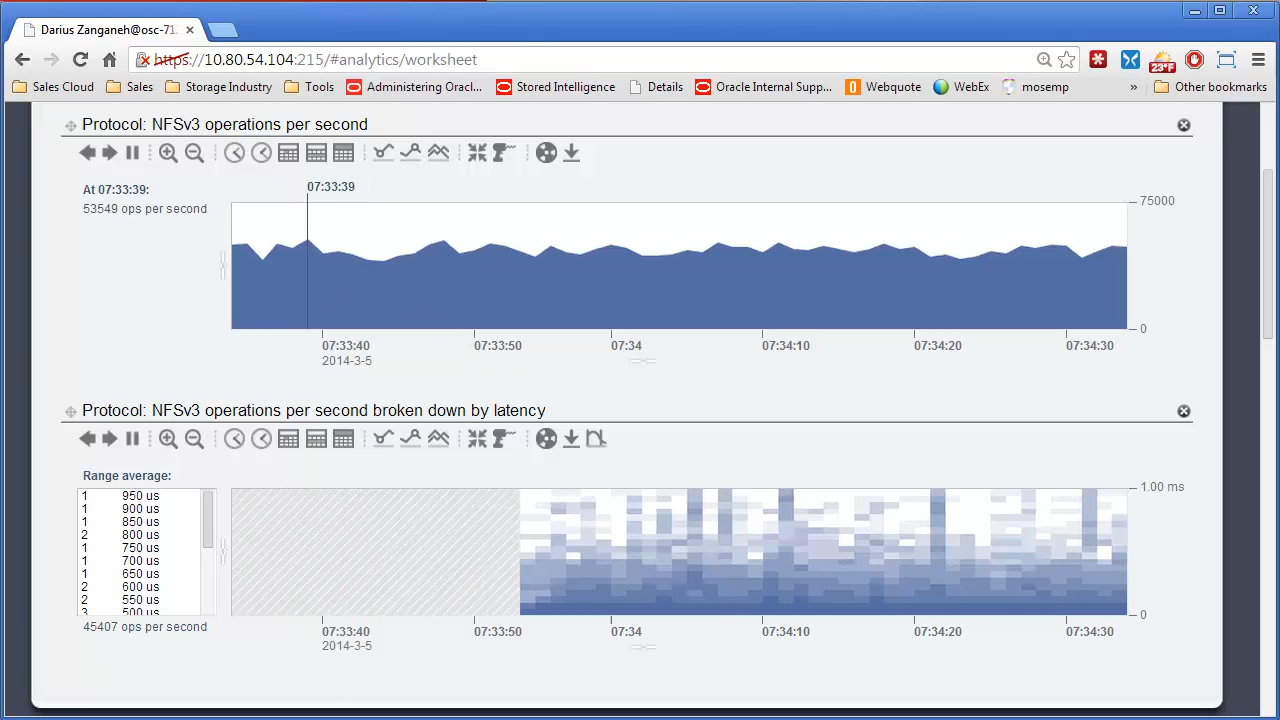 Darius Zanganeh@osc-71
https://10.80.54.104:215/#analytics/worksheet
23°F
Sales Cloud Sales Storage Industry Tools Administering Orac... Stored Intelligence Details Oracle Internal Supp... Webquote WebEx mosemp » Other bookmarks
Protocol: NFSv3 operations per second
At 07:33:39:
53549 ops per second
07:33:39
75000
0
07:33:40 07:33:50 07:34 07:34:10 07:34:20 07:34:30
2014-3-5
Protocol: NFSv3 operations per second broken down by latency
Range average:
1 950 us
1 900 us
1 850 us
2 800 us
1 750 us
1 700 us
1 650 us
2 600 us
2 550 us
3 500 us
45407 ops per second
1.00 ms
0
07:33:40 07:33:50 07:34 07:34:10 07:34:20 07:34:30
2014-3-5